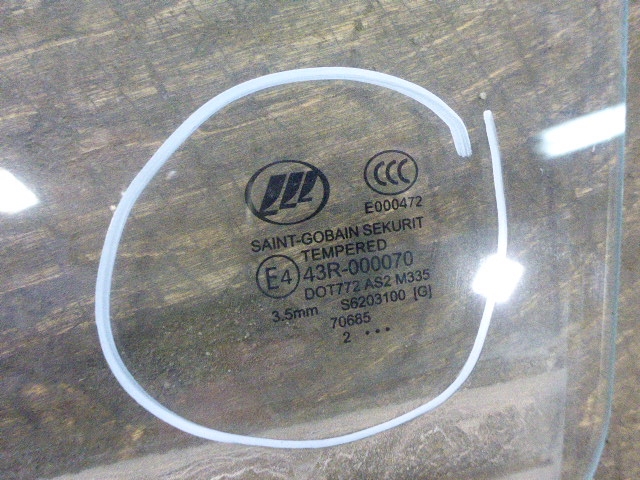 CCC
E000472
SAINT-GOBAIN SEKURIT
TEMPERED
E4 43R-000070
DOT772 AS2 M335
3.5mm S6203100 [G]
70685
2 •••